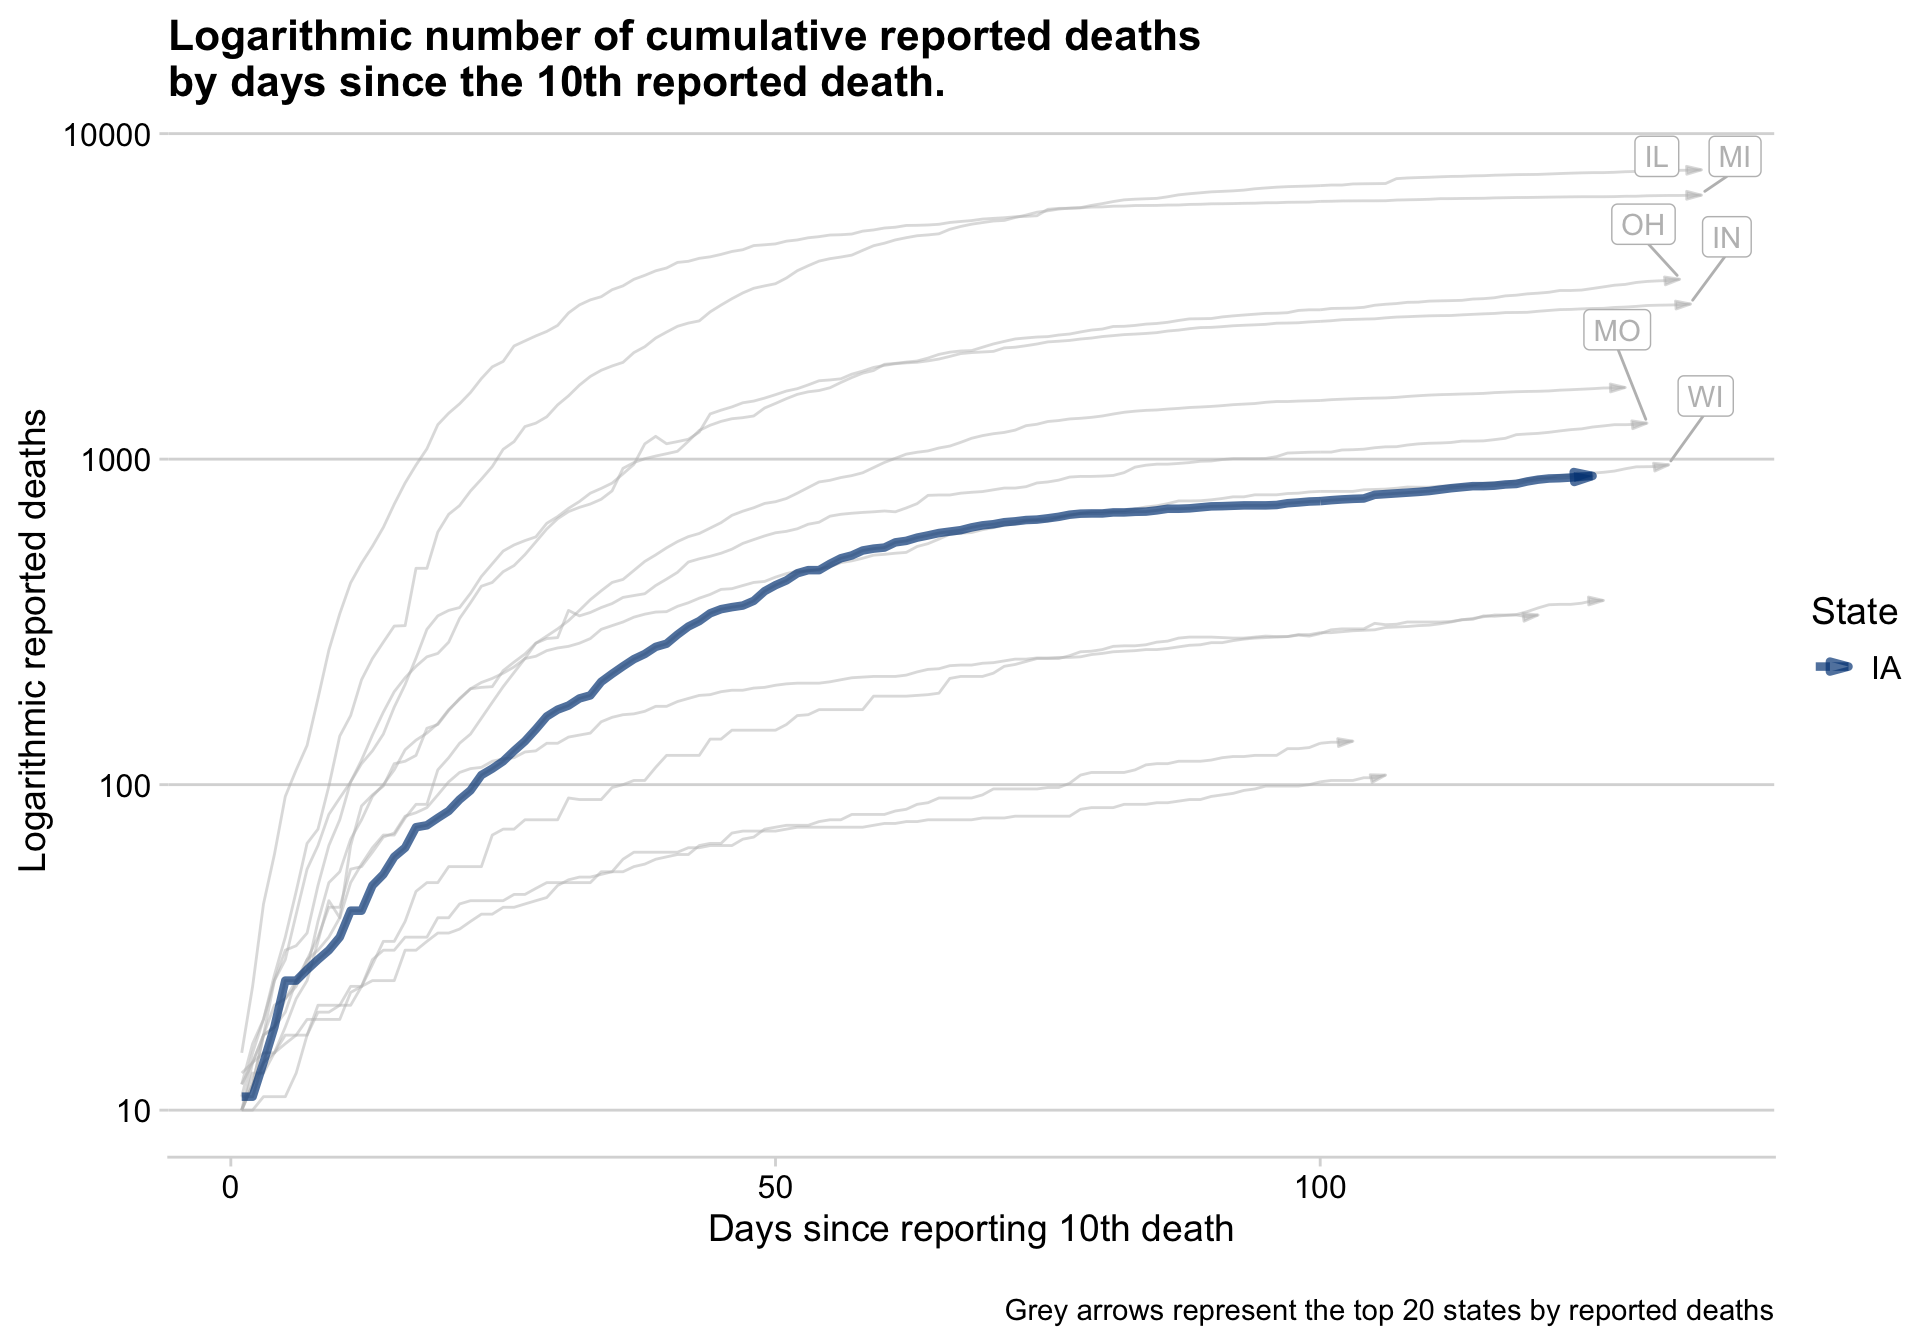 Logarithmic number of cumulative reported deaths
by days since the 10th reported death.
10000
1000
100
10
Logarithmic reported deaths
IL
MI
OH
IN
MO
WI
State
IA
0
50
100
Days since reporting 10th death
Grey arrows represent the top 20 states by reported deaths